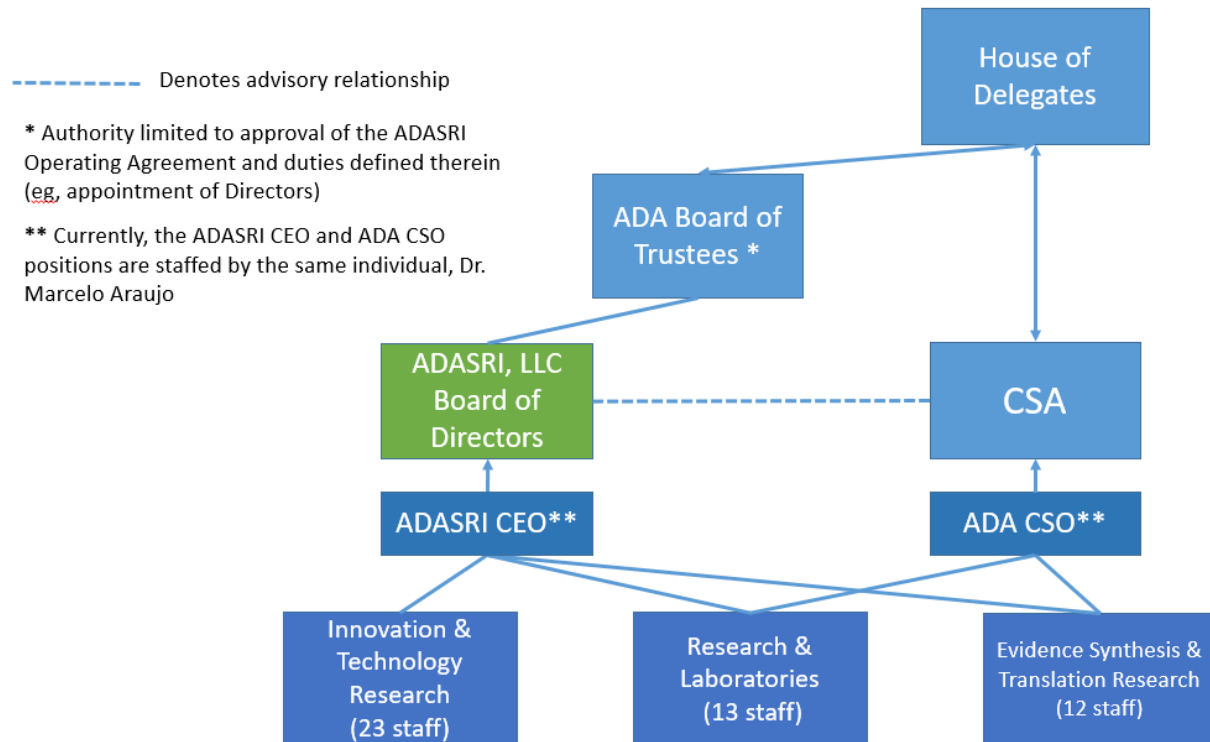 House of
Delegates
Denotes advisory relationship
* Authority limited to approval of the ADASRI
Operating Agreement and duties defined therein
(eg, appointment of Directors)
** Currently, the ADASRI CEO and ADA CSO
positions are staffed by the same individual, Dr.
Marcelo Araujo
ADA Board of
Trustees *
ADASRI, LLC
Board of
Directors
CSA
ADASRI CEO**
ADA CSO**
Innovation &
Technology
Research
(23 staff)
Research &
Laboratories
(13 staff)
Evidence Synthesis &
Translation Research
(12 staff)